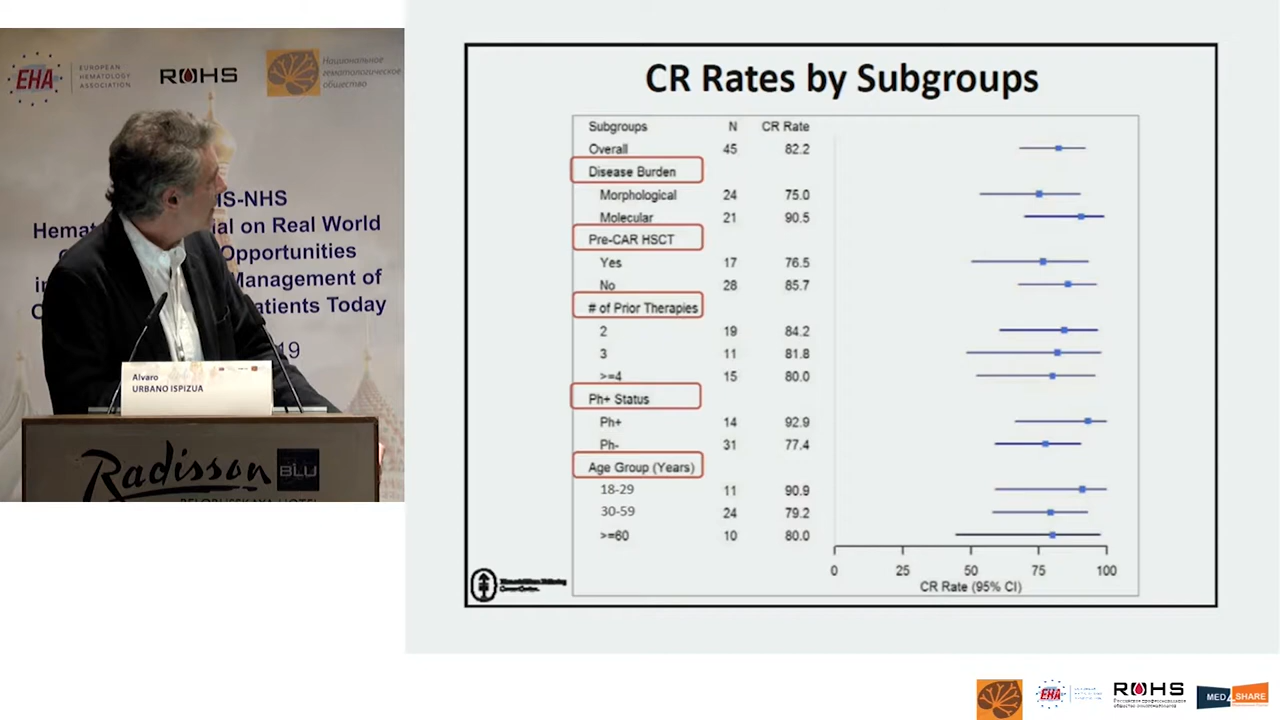 EHA
EUROPEAN
HEMATOLOGY
ASSOCIATION
ROHS
Национальное
гематологическое
общество
IS-NHS
Hemat al on Real World
Opportunities
in Management of
C atients Today
19
Alvaro
URBANO ISPIZUA
Radisson
BLU
CR Rates by Subgroups
Subgroups N CR Rate
Overall 45 82.2
Disease Burden
Morphological 24 75.0
Molecular 21 90.5
Pre-CAR HSCT
Yes 17 76.5
No 28 85.7
# of Prior Therapies
2 19 84.2
3 11 81.8
>=4 15 80.0
Ph+ Status
Ph+ 14 92.9
Ph- 31 77.4
Age Group (Years)
18-29 11 90.9
30-59 24 79.2
>=60 10 80.0
0 25 50 75 100
CR Rate (95% CI)
Cancer Center
EHA
ROHS
MED SHARE